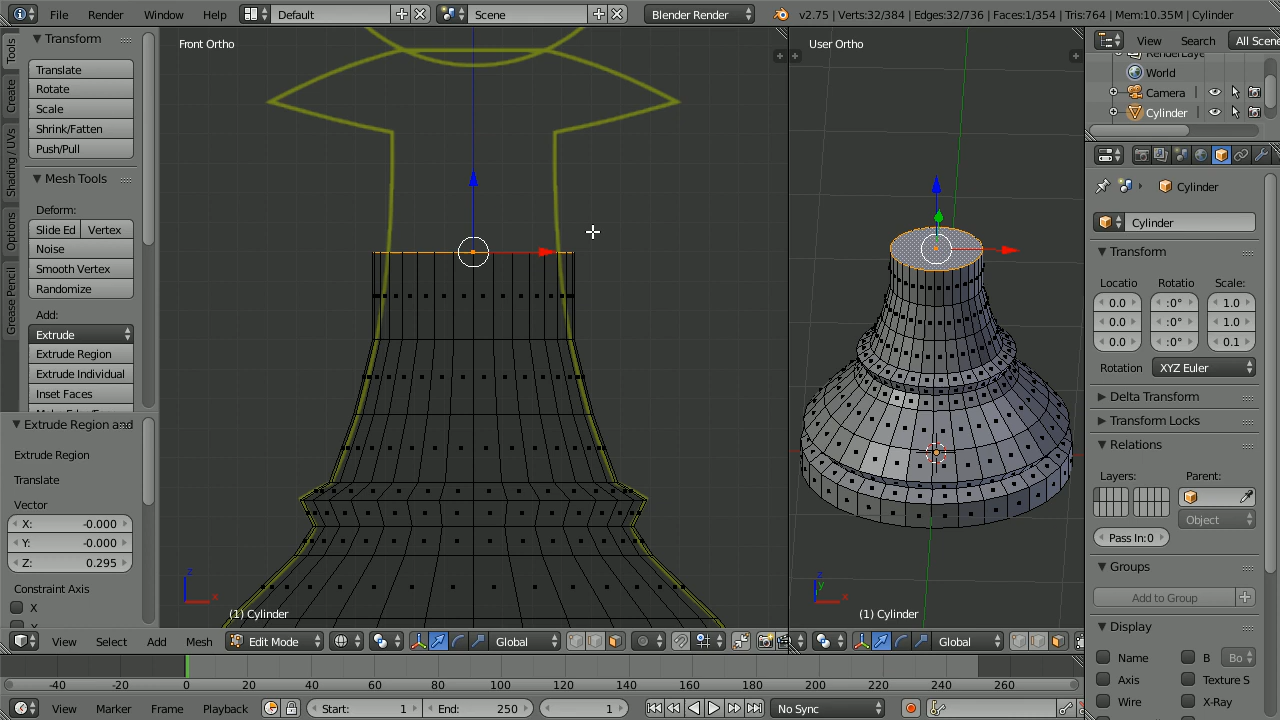 File Render Window Help Default Scene Blender Render v2.75 | Verts:32/384 | Edges:32/736 | Faces:1/354 | Tris:764 | Mem:10.35M | Cylinder
Tools
Create
Shading / UVs
Options
Grease Pencil
Transform
Translate
Rotate
Scale
Shrink/Fatten
Push/Pull
Mesh Tools
Deform:
Slide Ed Vertex
Noise
Smooth Vertex
Randomize
Add:
Extrude
Extrude Region
Extrude Individual
Inset Faces
Extrude Region and
Extrude Region
Translate
Vector
X: -0.000
Y: -0.000
Z: 0.295
Constraint Axis
X
Front Ortho
z
x
(1) Cylinder
User Ortho
z
y
x
(1) Cylinder
View Search All Scen
RenderLaye
World
Camera
Cylinder
Cylinder
Cylinder
Transform
Locatio Rotatio Scale:
0.0 :0° 1.0
0.0 :0° 1.0
0.0 :0° 0.1
Rotation XYZ Euler
Delta Transform
Transform Locks
Relations
Layers: Parent:
Object
Pass In:0
Groups
Add to Group
Display
Name B Bo
Axis Texture S
Wire X-Ray
View Select Add Mesh Edit Mode Global
Global
-40 -20 0 20 40 60 80 100 120 140 160 180 200 220 240 260
View Marker Frame Playback Start: 1 End: 250 1 No Sync